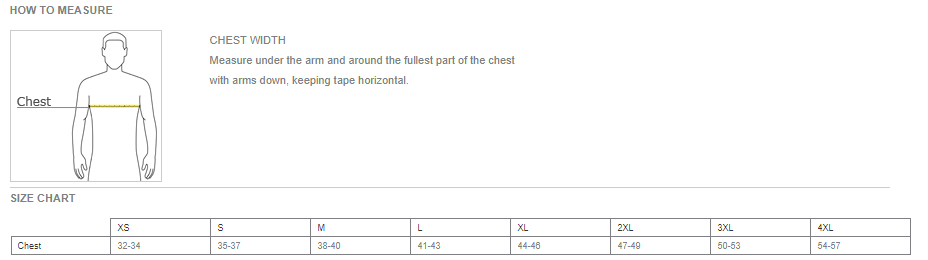 HOW TO MEASURE
Chest
CHEST WIDTH
Measure under the arm and around the fullest part of the chest
with arms down, keeping tape horizontal.
SIZE CHART
XS S M L XL 2XL 3XL 4XL
Chest 32-34 35-37 38-40 41-43 44-46 47-49 50-53 54-57